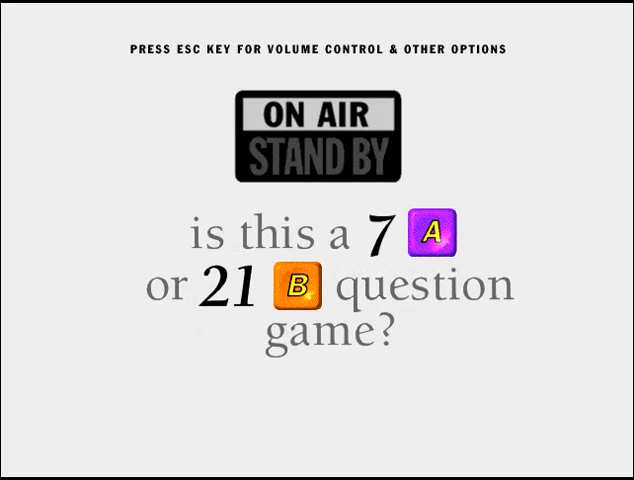 PRESS ESC KEY FOR VOLUME CONTROL & OTHER OPTIONS
ON AIR
STAND BY
is this a 7 A
or 21 B question
game?